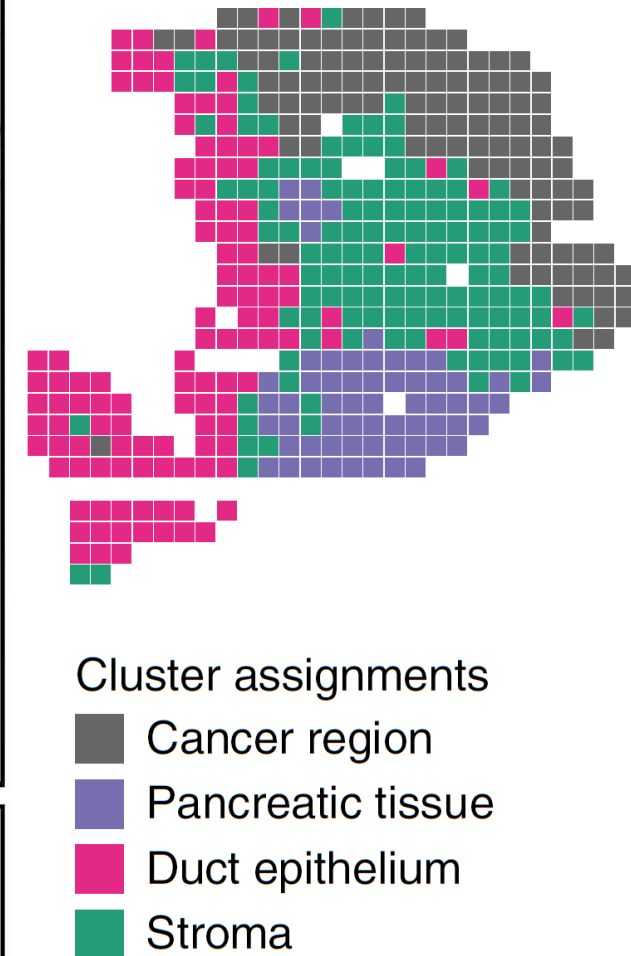 Cluster assignments
Cancer region
Pancreatic tissue
Duct epithelium
Stroma